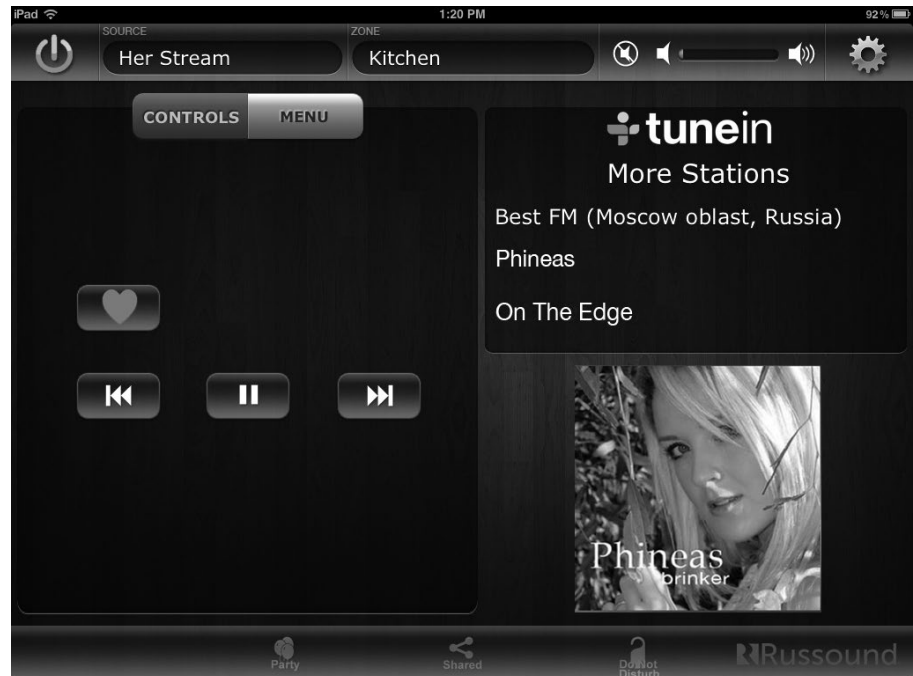 iPad 1:20 PM 92%
SOURCE ZONE
Her Stream Kitchen
CONTROLS MENU
tunein
More Stations
Best FM (Moscow oblast, Russia)
Phineas
On The Edge
Phineas
brinker
Party Shared Do Not
Disturb
Russound